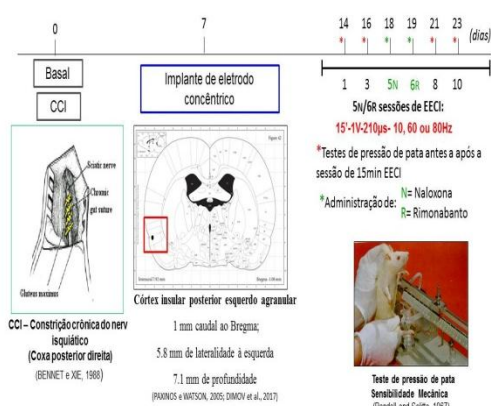 0
7
14 16 18 19 21 23
(dias)
* * * * * *
Basal
CCI
Implante de eletrodo
concêntrico
1 3 5N 6R 8 10
5N/6R sessões de EECI:
15'-1V-210µs- 10, 60 ou 80Hz
*Testes de pressão de pata antes a após a
sessão de 15min EECI
*Administração de: N= Naloxona
R= Rimonabanto
Sciatic nerve
Chronic
gut suture
Gluteus maximus
CCI – Constrição crônica do nerv
isquiático
(Coxa posterior direita)
(BENNET e XIE, 1988)
Córtex insular posterior esquerdo agranular
1 mm caudal ao Bregma;
5.8 mm de lateralidade à esquerda
7.1 mm de profundidade
(PAXINOS e WATSON, 2005; DIMOV et al., 2017)
Teste de pressão de pata
Sensibilidade Mecânica